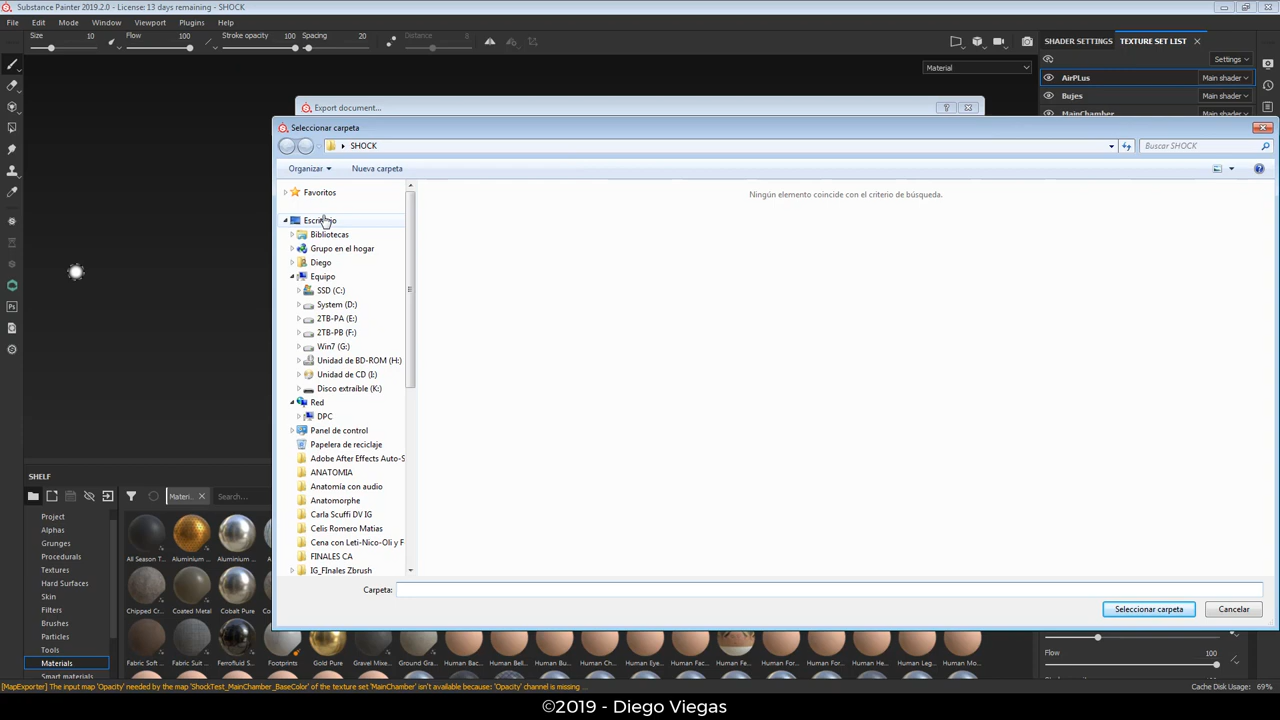 Substance Painter 2019.2.0 - License: 13 days remaining - SHOCK
File Edit Mode Window Viewport Plugins Help
Size 10 Flow 100 Stroke opacity 100 Spacing 20 Distance 8
SHADER SETTINGS TEXTURE SET LIST
Material
Settings
AirPLus Main shader
Bujes Main shader
MainChamber Main shader
Export document...
Seleccionar carpeta
SHOCK
Buscar SHOCK
Organizar Nueva carpeta
Ningún elemento coincide con el criterio de búsqueda.
Favoritos
Bibliotecas
Grupo en el hogar
Diego
Equipo
SSD (C:)
System (D:)
2TB-PA (E:)
2TB-PB (F:)
Win7 (G:)
Unidad de BD-ROM (H:)
Unidad de CD (I:)
Disco extraíble (K:)
Red
DPC
Panel de control
Papelera de reciclaje
Adobe After Effects Auto-S
ANATOMIA
Anatomia con audio
Anatomorphe
Carla Scuffi DV IG
Celis Romero Matias
Cena con Leti-Nico-Oli y F
FINALES CA
IG_FInales Zbrush
Carpeta:
Seleccionar carpeta Cancelar
SHELF
Materi... Search...
Project
Alphas
Grunges
Procedurals
Textures
Hard Surfaces
Skin
Filters
Brushes
Particles
Tools
Materials
Smart materials
All Season T... Aluminium ... Aluminium ...
Chipped Cr... Coated Metal Cobalt Pure
Fabric Soft ... Fabric Suit ... Ferrofluid S... Footprints Gold Pure Gravel Mixe... Ground Gra... Human Bac... Human Bell... Human Bu... Human Ch... Human Eye... Human Fac... Human Fe... Human For... Human For... Human He... Human Leg... Human Mo...
Flow 100
[MapExporter] The input map 'Opacity' needed by the map 'ShockTest_MainChamber_BaseColor' of the texture set 'MainChamber' isn't available because: 'Opacity' channel is missing ...
Cache Disk Usage: 69%
Ps
©2019 - Diego Viegas